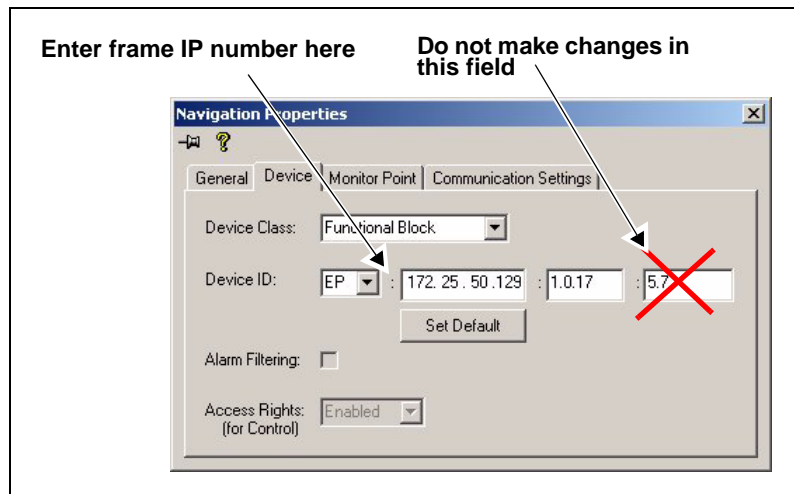 Enter frame IP number here
Do not make changes in
this field
Navigation Properties
General Device Monitor Point Communication Settings
Device Class: Functional Block
Device ID: EP : 172. 25 . 50 .129 : 1.0.17 : 5.7
Set Default
Alarm Filtering:
Access Rights: Enabled
(for Control)